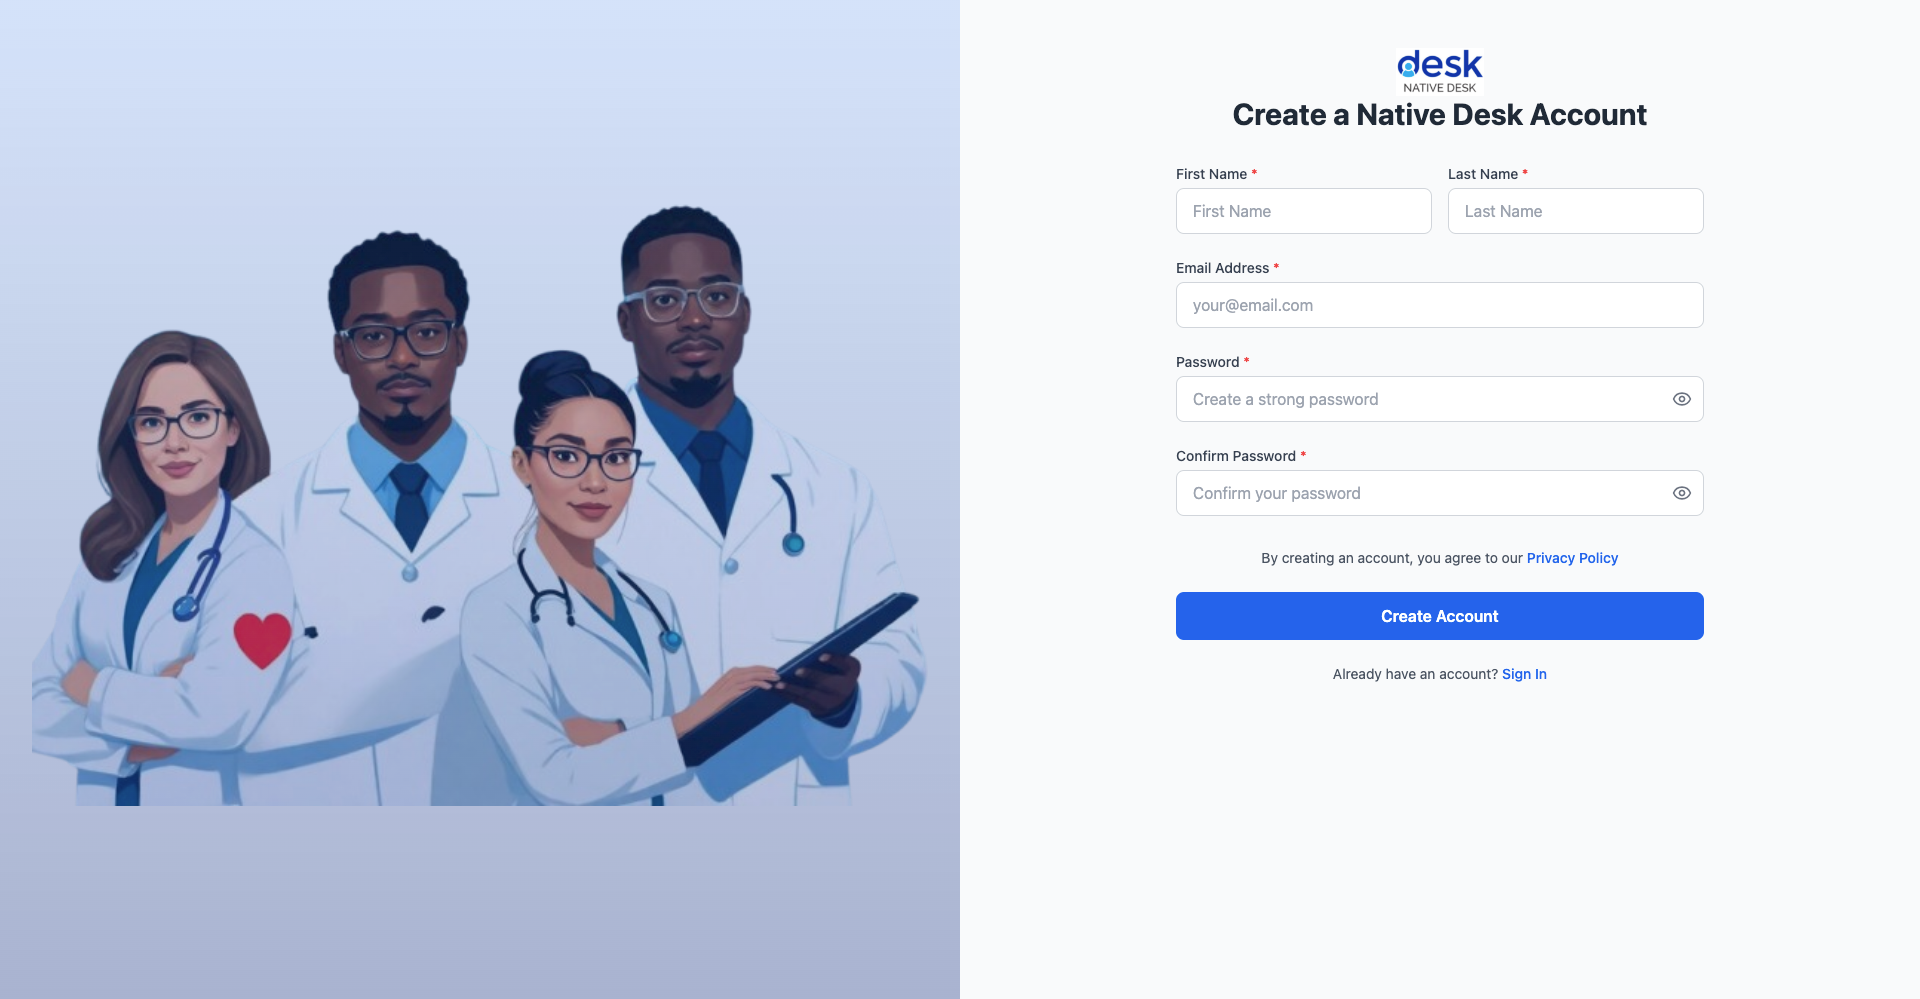 desk
NATIVE DESK
Create a Native Desk Account
First Name *
Last Name *
First Name
Last Name
Email Address *
your@email.com
Password *
Create a strong password
Confirm Password *
Confirm your password
By creating an account, you agree to our Privacy Policy
Create Account
Already have an account? Sign In